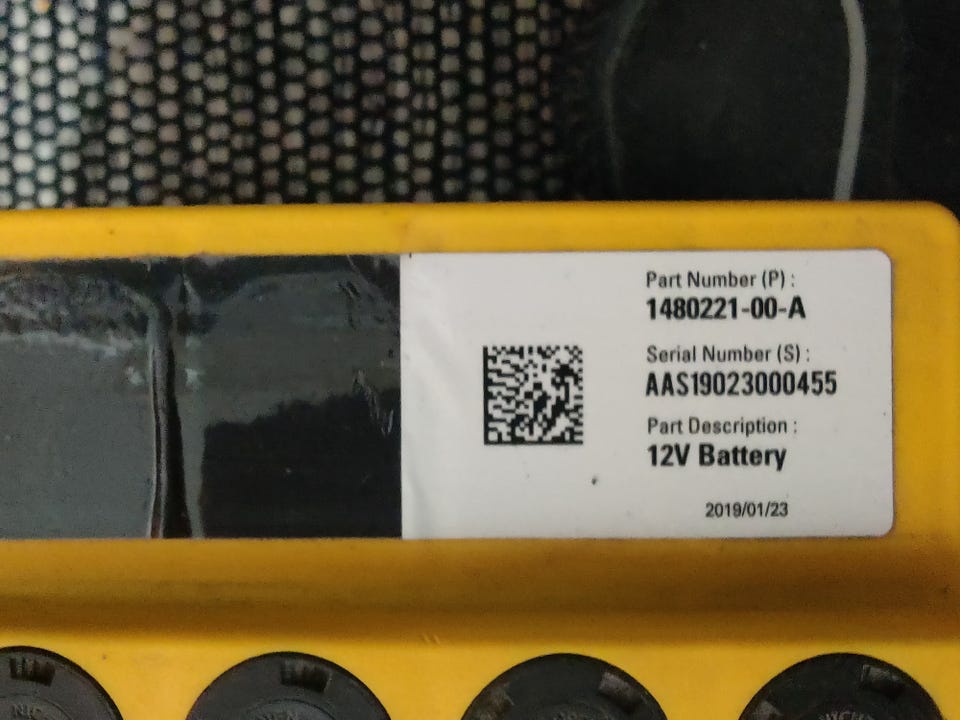 Part Number (P) :
1480221-00-A
Serial Number (S) :
AAS19023000455
Part Description :
12V Battery
2019/01/23